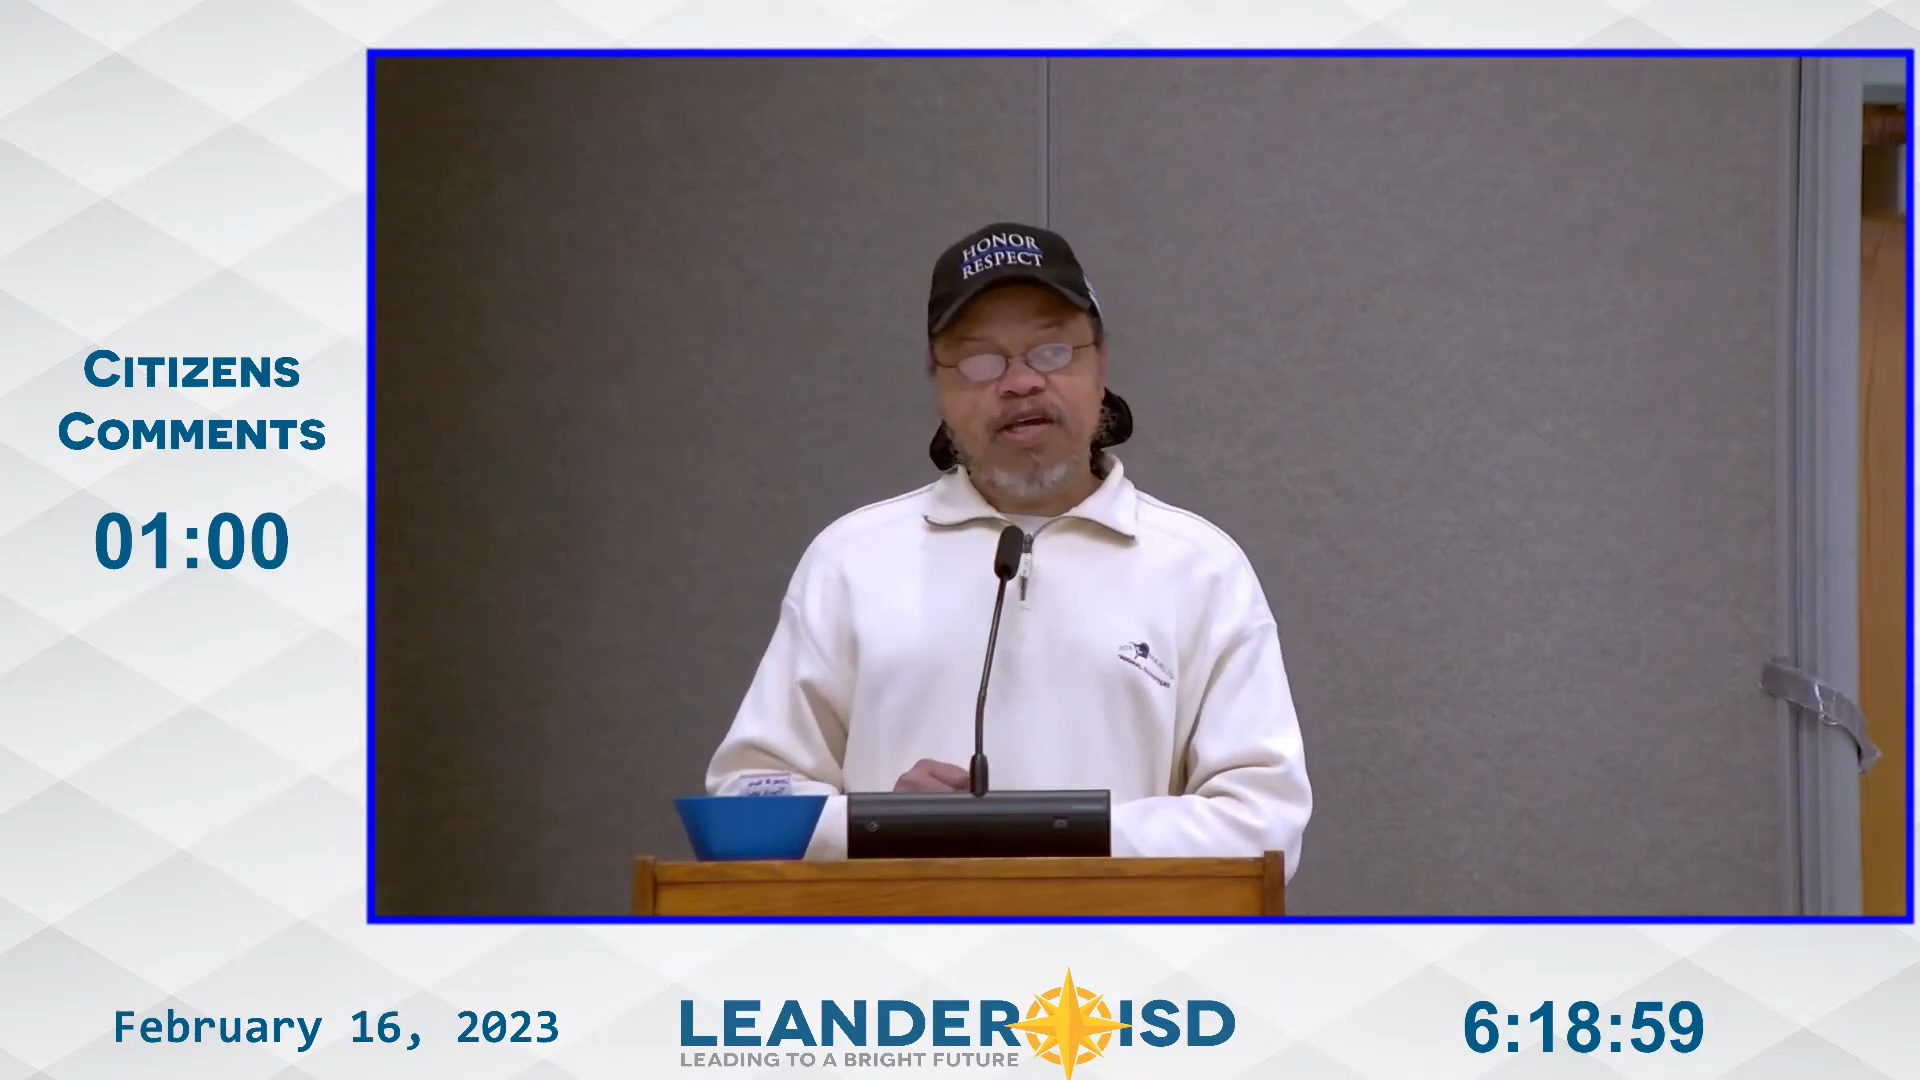 HONOR
RESPECT
CITIZENS
COMMENTS
01:00
February 16, 2023
LEANDER ISD
LEADING TO A BRIGHT FUTURE
6:18:59